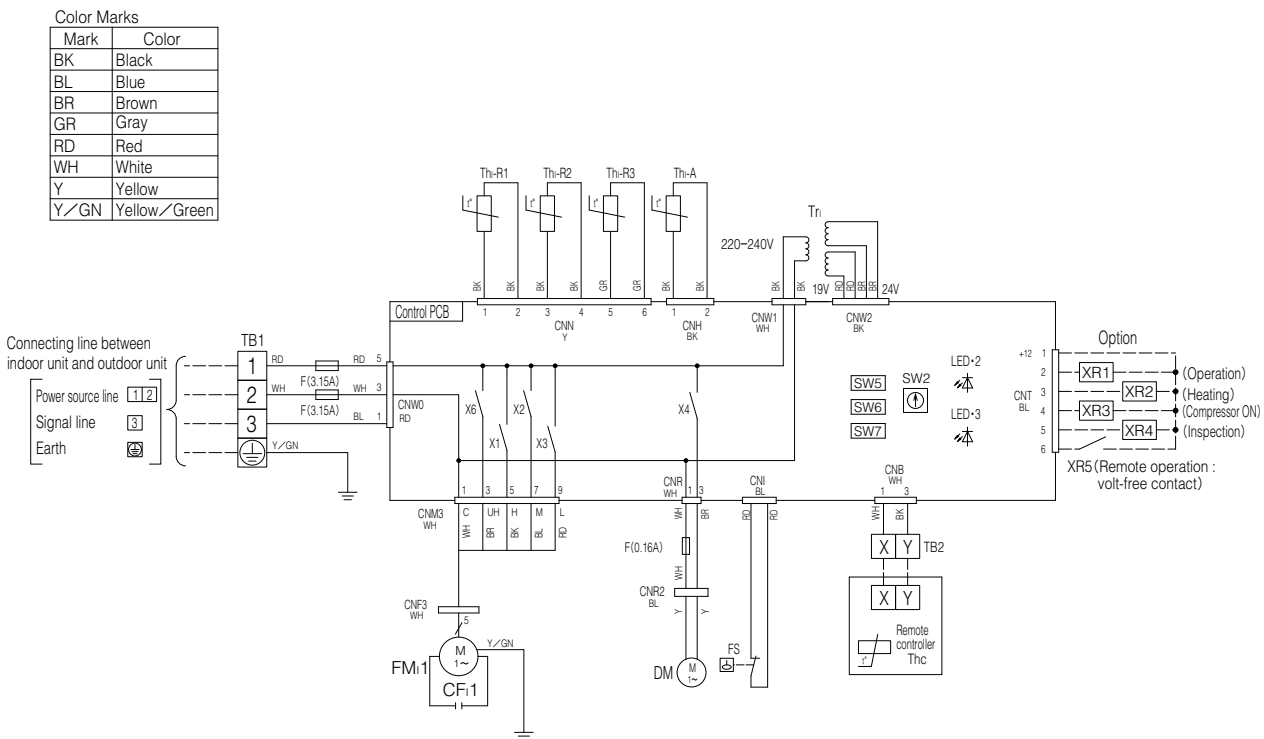 Color Marks
Mark Color
BK Black
BL Blue
BR Brown
GR Gray
RD Red
WH White
Y Yellow
Y/GN Yellow/Green
ThI-R1 ThI-R2 ThI-R3 ThI-A
t° t° t° t°
TrI
220-240V
BK BK BK BK GR GR BK BK BK BK 19V RD RD BR BR 24V
Control PCB
1 2 3 4 5 6 1 2
CNN
Y
CNH
BK
CNW1
WH
CNW2
BK
Connecting line between
indoor unit and outdoor unit
Power source line 1 2
Signal line 3
Earth
TB1
1 RD F(3.15A) RD 5
2 WH F(3.15A) WH 3
3 BL 1
Y/GN
CNW0
RD
X6 X1 X2 X3 X4
SW5
SW6
SW7
SW2
LED・2
LED・3
Option
+12 1
2 XR1 (Operation)
3 XR2 (Heating)
4 XR3 (Compressor ON)
5 XR4 (Inspection)
6
CNT
BL
XR5(Remote operation :
volt-free contact)
1 3 5 7 9
CNM3
WH
C UH H M L
WH BR BK BL RD
CNR
WH
1 3
WH BR
CNI
BL
RD RD
CNB
WH
1 3
WH BK
X Y TB2
X Y
Remote
controller
Thc
t°
F(0.16A)
WH
CNR2
BL
Y Y
DM
M
1~
FS
CNF3
WH
5
M
1~
Y/GN
FMI1
CFI1